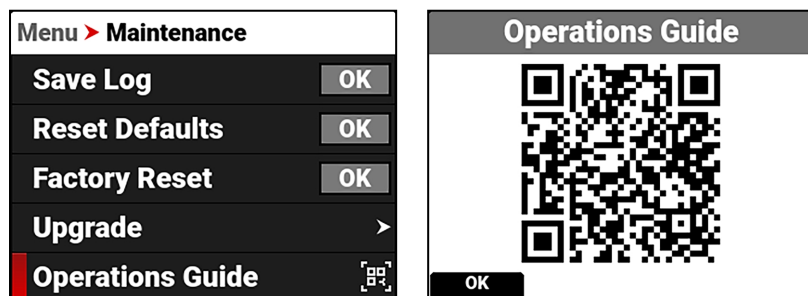 Menu > Maintenance
Save Log OK
Reset Defaults OK
Factory Reset OK
Upgrade >
Operations Guide
Operations Guide
OK